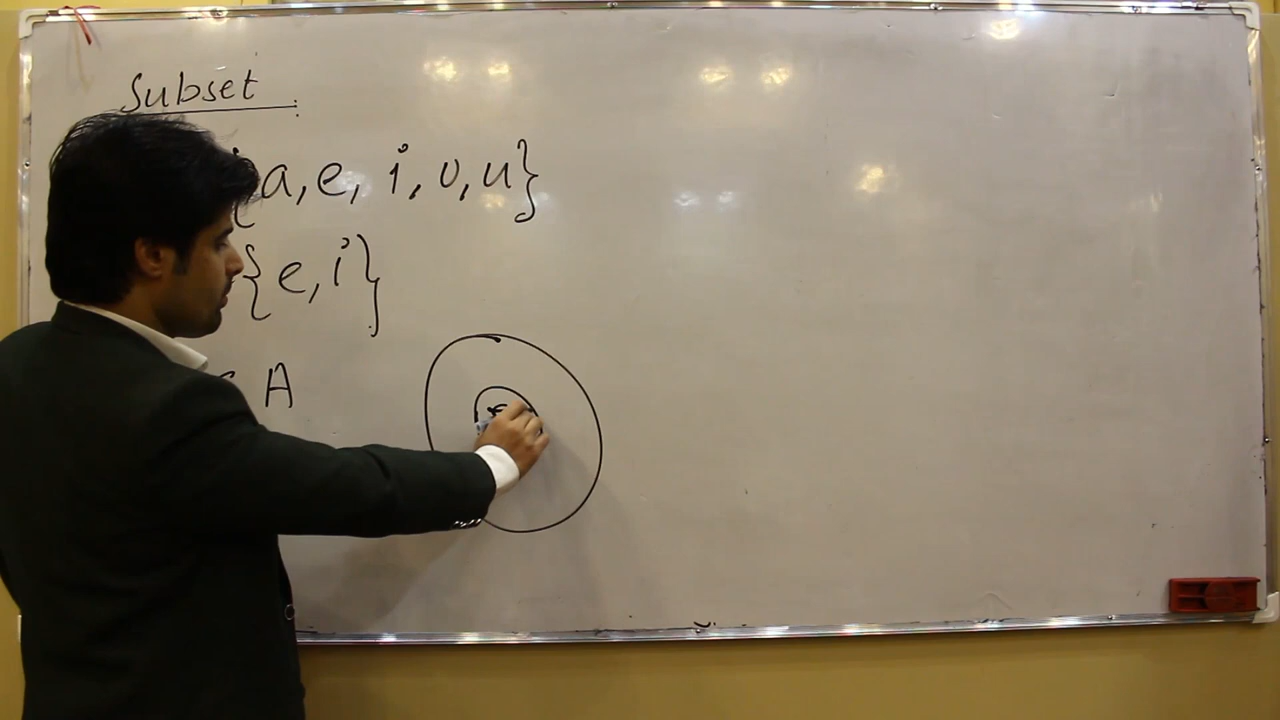 Subset
{a, e, i, o, u}
{e, i}
A